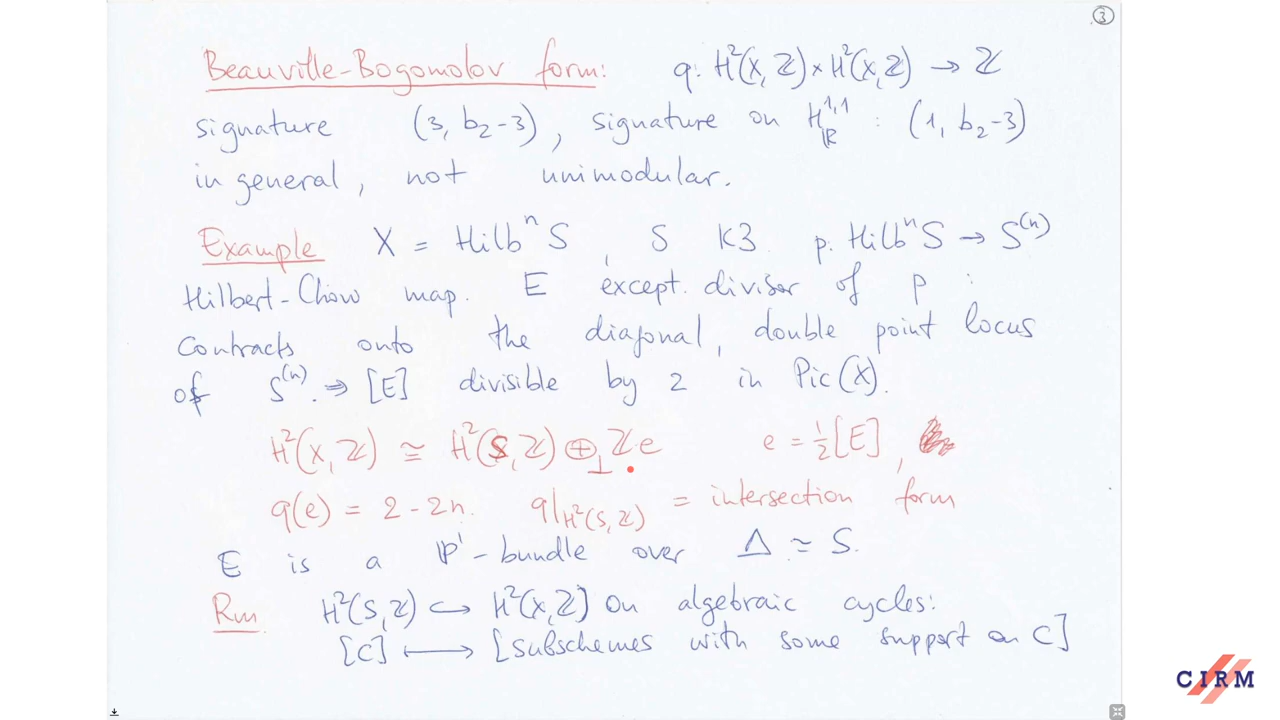 ③
Beauville-Bogomolov form: q: H²(X, ℤ) × H²(X, ℤ) → ℤ
signature (3, b₂-3), signature on H^{1,1}_ℝ : (1, b₂-3)
in general, not unimodular.
Example X = Hilbⁿ S, S K3. p: Hilbⁿ S → S^{(n)}
Hilbert-Chow map. E except. divisor of p :
contracts onto the diagonal, double point locus
of S^{(n)}. ⇒ [E] divisible by 2 in Pic(X).
H²(X, ℤ) ≅ H²(S, ℤ) ⊕_⊥ ℤe e = ½[E],
q(e) = 2-2n. q|_{H²(S, ℤ)} = intersection form
E is a ℙ¹-bundle over Δ ≃ S.
Rm H²(S, ℤ) ↪ H²(X, ℤ) On algebraic cycles:
[C] ⟼ [subschemes with some support on C]
CIRM